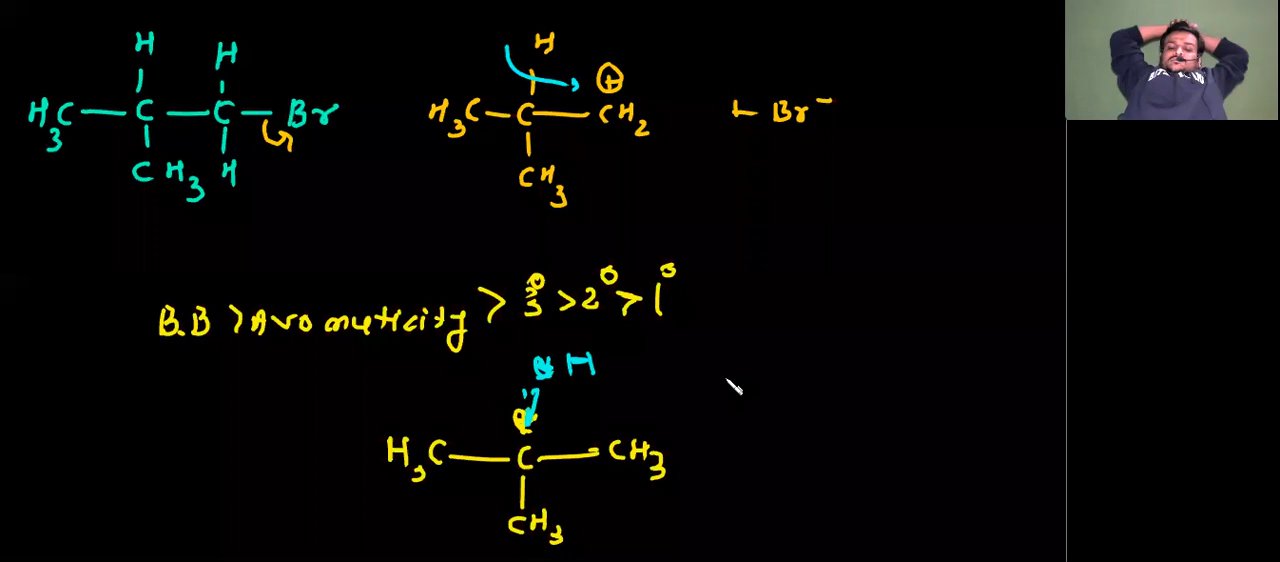 H H
H3C — C — C — Br
CH3 H
H ⊕
H3C — C — CH2 + Br⁻
CH3
B.B > Aromaticity > 3° > 2° > 1°
H
H3C — C — CH3
CH3